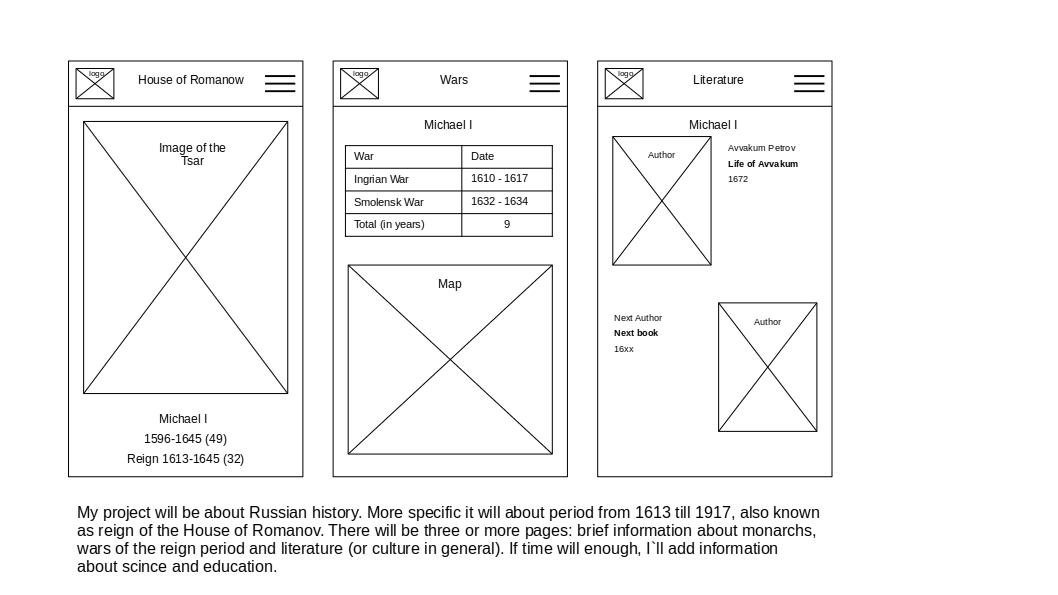 logo
House of Romanow
Image of the
Tsar
Michael I
1596-1645 (49)
Reign 1613-1645 (32)
logo
Wars
Michael I
War Date
Ingrian War 1610 - 1617
Smolensk War 1632 - 1634
Total (in years) 9
Map
logo
Literature
Michael I
Author
Avvakum Petrov
Life of Avvakum
1672
Next Author
Next book
16xx
Author
My project will be about Russian history. More specific it will about period from 1613 till 1917, also known
as reign of the House of Romanov. There will be three or more pages: brief information about monarchs,
wars of the reign period and literature (or culture in general). If time will enough, I`ll add information
about scince and education.